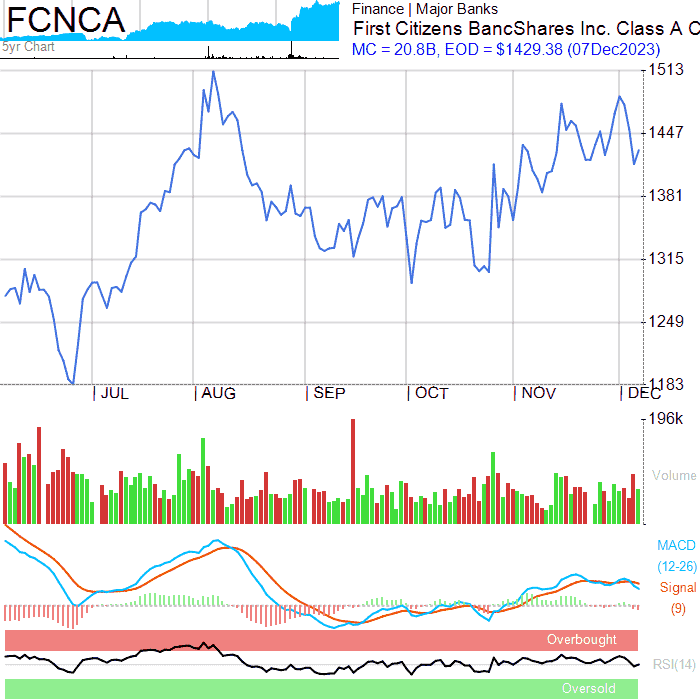 FCNCA
5yr Chart
Finance | Major Banks
First Citizens BancShares Inc. Class A C
MC = 20.8B, EOD = $1429.38 (07Dec2023)
1513
1447
1381
1315
1249
1183
JUL AUG SEP OCT NOV DEC
196k
Volume
MACD
(12-26)
Signal
(9)
Overbought
RSI(14)
Oversold